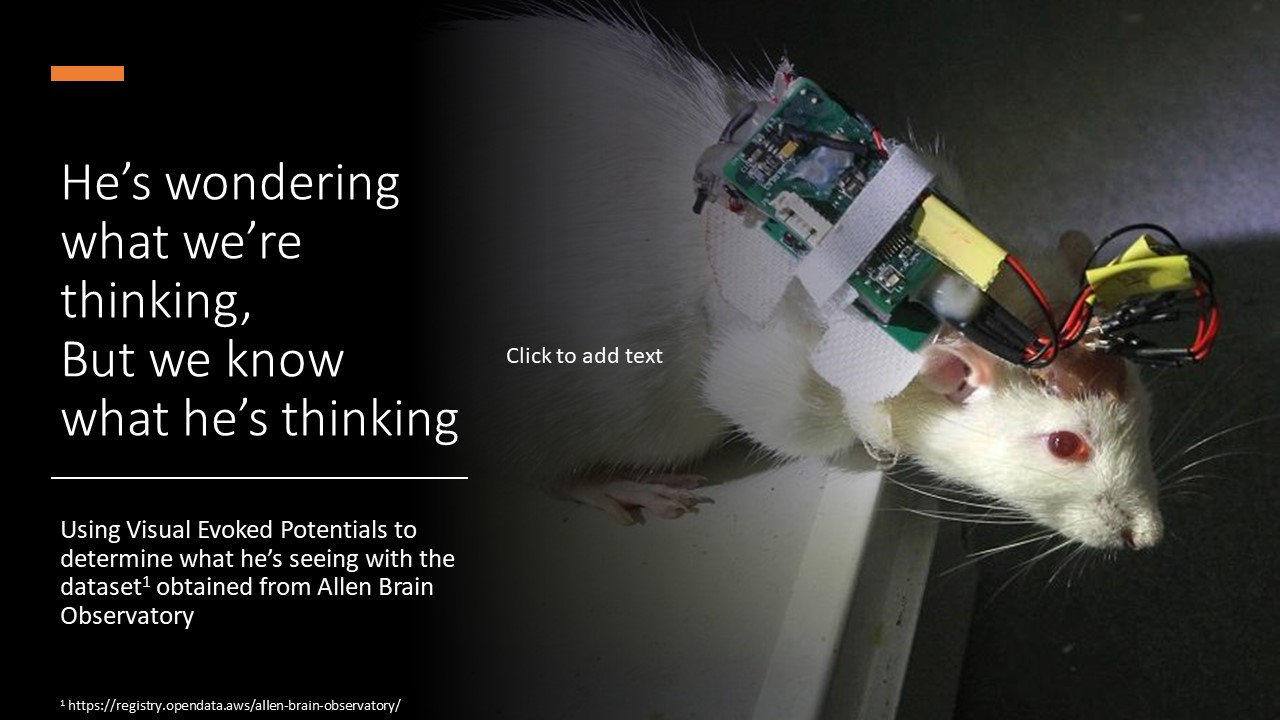 He’s wondering
what we’re
thinking,
But we know
what he’s thinking
Click to add text
Using Visual Evoked Potentials to
determine what he’s seeing with the
dataset¹ obtained from Allen Brain
Observatory
¹ https://registry.opendata.aws/allen-brain-observatory/